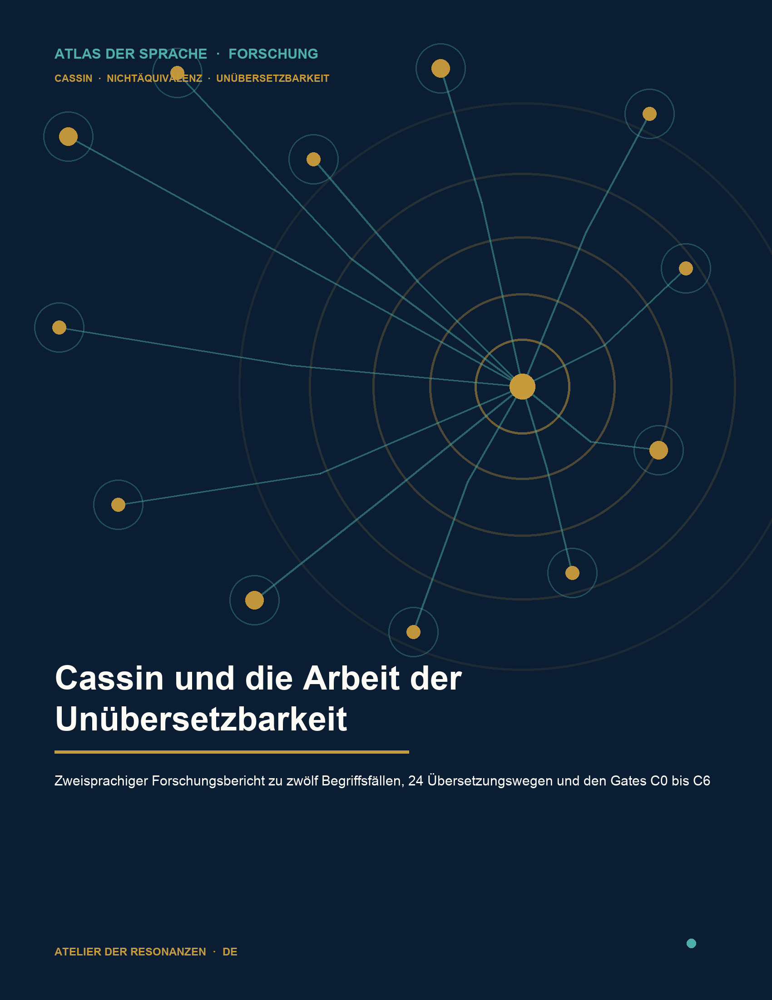 ATLAS DER SPRACHE · FORSCHUNG
CASSIN · NICHTÄQUIVALENZ · UNÜBERSETZBARKEIT
Cassin und die Arbeit der
Unübersetzbarkeit
Zweisprachiger Forschungsbericht zu zwölf Begriffsfällen, 24 Übersetzungswegen und den Gates C0 bis C6
ATELIER DER RESONANZEN · DE